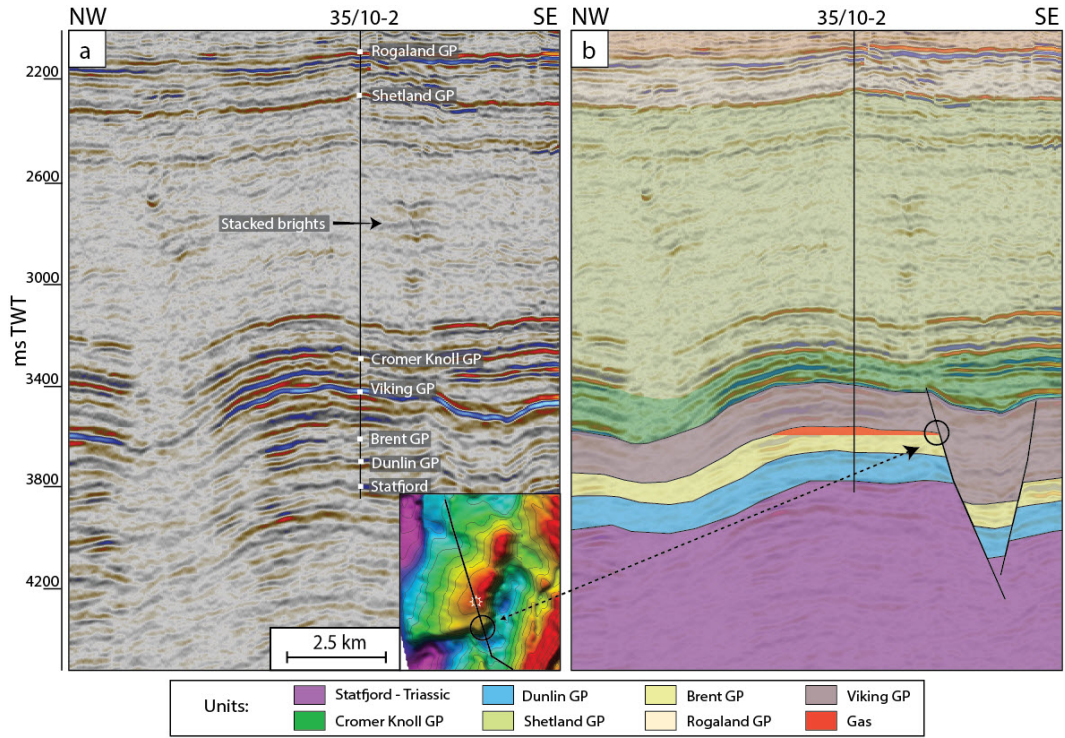 NW 35/10-2 SE NW 35/10-2 SE
a b
Rogaland GP
2200
Shetland GP
2600
Stacked brights
3000
ms TWT
Cromer Knoll GP
3400
Viking GP
Brent GP
Dunlin GP
3800
Statfjord
4200
2.5 km
Units:
Statfjord - Triassic Dunlin GP Brent GP Viking GP
Cromer Knoll GP Shetland GP Rogaland GP Gas